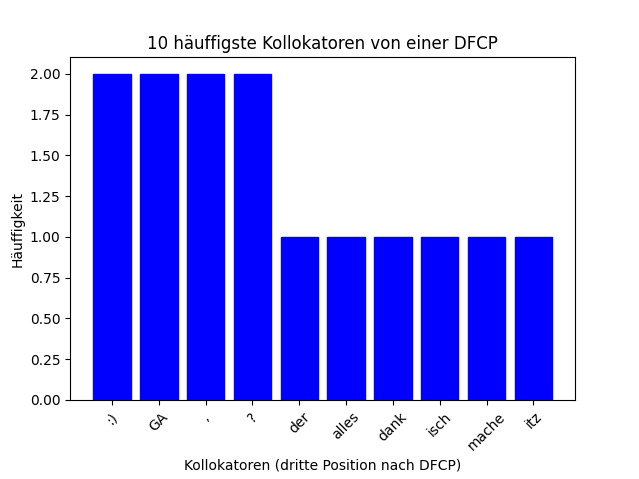 10 häuffigste Kollokatoren von einer DFCP
Häuffigkeit
2.00
1.75
1.50
1.25
1.00
0.75
0.50
0.25
0.00
:) GA , ? der alles dank isch mache itz
Kollokatoren (dritte Position nach DFCP)